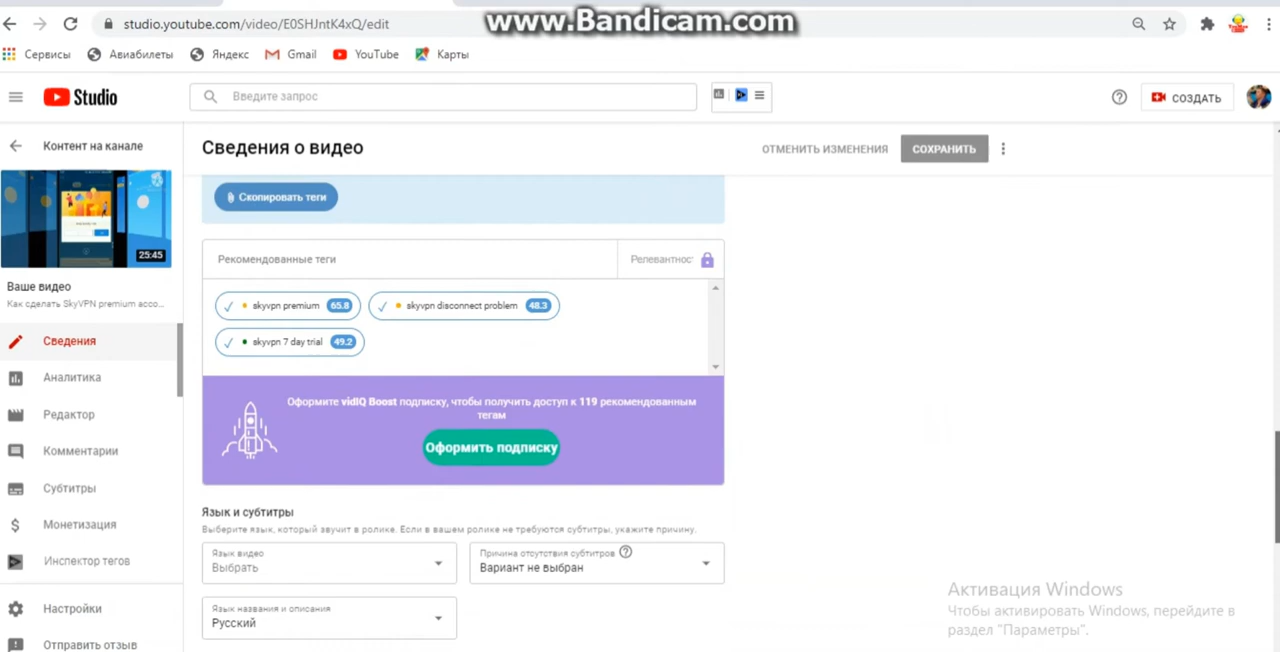 studio.youtube.com/video/E0SHJntK4xQ/edit
www.Bandicam.com
Сервисы
Авиабилеты
Яндекс
Gmail
YouTube
Карты
Studio
Введите запрос
СОЗДАТЬ
Контент на канале
Сведения о видео
ОТМЕНИТЬ ИЗМЕНЕНИЯ
СОХРАНИТЬ
25:45
Ваше видео
Как сделать SkyVPN premium acco...
Сведения
Аналитика
Редактор
Комментарии
Субтитры
Монетизация
Инспектор тегов
Настройки
Отправить отзыв
Скопировать теги
Рекомендованные теги
Релевантнос
skyvpn premium 65.8
skyvpn disconnect problem 48.3
skyvpn 7 day trial 49.2
Оформите vidIQ Boost подписку, чтобы получить доступ к 119 рекомендованным
тегам
Оформить подписку
Язык и субтитры
Выберите язык, который звучит в ролике. Если в вашем ролике не требуются субтитры, укажите причину.
Язык видео
Выбрать
Причина отсутствия субтитров
Вариант не выбран
Язык названия и описания
Русский
Активация Windows
Чтобы активировать Windows, перейдите в
раздел "Параметры".